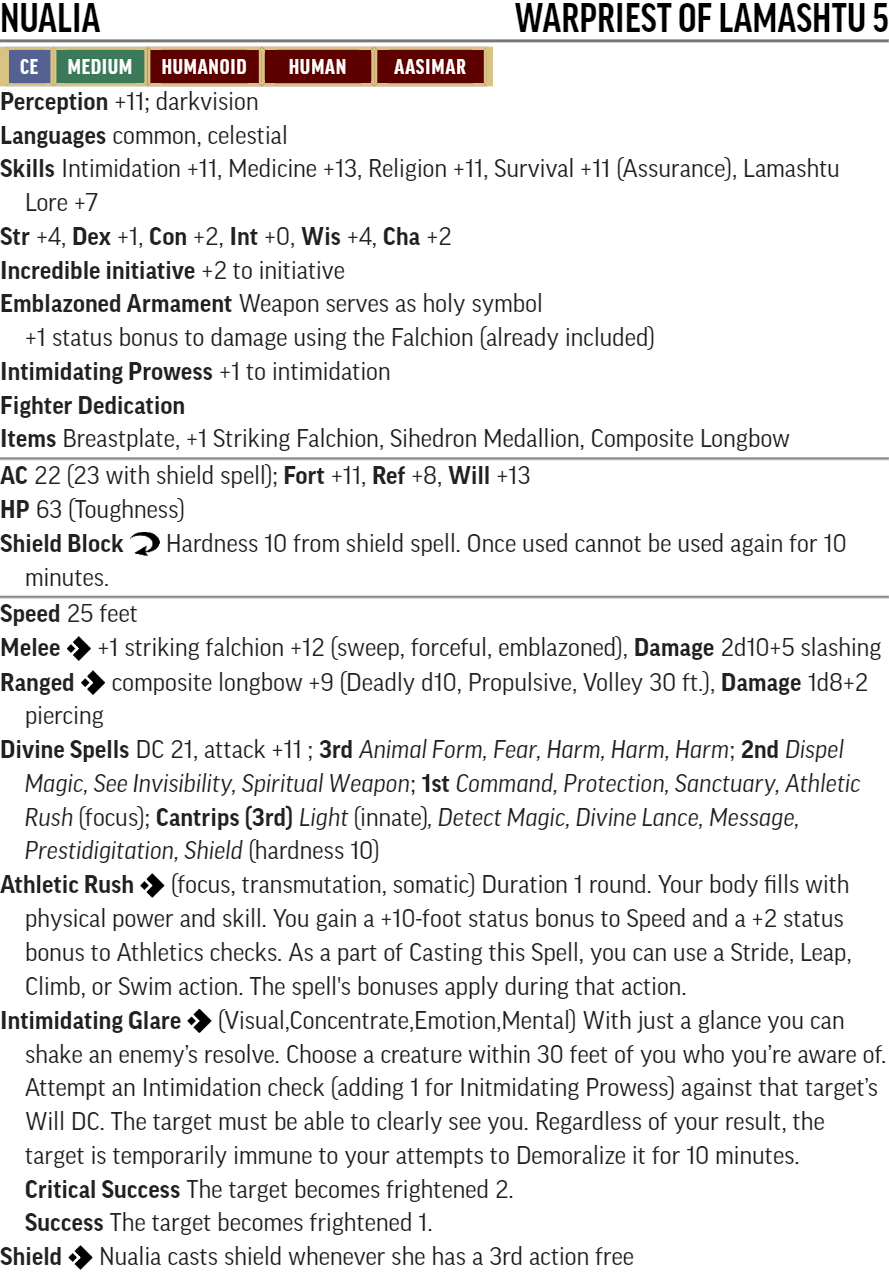 NUALIA WARPRIEST OF LAMASHTU 5
CE MEDIUM HUMANOID HUMAN AASIMAR
Perception +11; darkvision
Languages common, celestial
Skills Intimidation +11, Medicine +13, Religion +11, Survival +11 (Assurance), Lamashtu
Lore +7
Str +4, Dex +1, Con +2, Int +0, Wis +4, Cha +2
Incredible initiative +2 to initiative
Emblazoned Armament Weapon serves as holy symbol
+1 status bonus to damage using the Falchion (already included)
Intimidating Prowess +1 to intimidation
Fighter Dedication
Items Breastplate, +1 Striking Falchion, Sihedron Medallion, Composite Longbow
AC 22 (23 with shield spell); Fort +11, Ref +8, Will +13
HP 63 (Toughness)
Shield Block Hardness 10 from shield spell. Once used cannot be used again for 10
minutes.
Speed 25 feet
Melee +1 striking falchion +12 (sweep, forceful, emblazoned), Damage 2d10+5 slashing
Ranged composite longbow +9 (Deadly d10, Propulsive, Volley 30 ft.), Damage 1d8+2
piercing
Divine Spells DC 21, attack +11 ; 3rd Animal Form, Fear, Harm, Harm, Harm; 2nd Dispel
Magic, See Invisibility, Spiritual Weapon; 1st Command, Protection, Sanctuary, Athletic
Rush (focus); Cantrips (3rd) Light (innate), Detect Magic, Divine Lance, Message,
Prestidigitation, Shield (hardness 10)
Athletic Rush (focus, transmutation, somatic) Duration 1 round. Your body fills with
physical power and skill. You gain a +10-foot status bonus to Speed and a +2 status
bonus to Athletics checks. As a part of Casting this Spell, you can use a Stride, Leap,
Climb, or Swim action. The spell's bonuses apply during that action.
Intimidating Glare (Visual,Concentrate,Emotion,Mental) With just a glance you can
shake an enemy’s resolve. Choose a creature within 30 feet of you who you’re aware of.
Attempt an Intimidation check (adding 1 for Initmidating Prowess) against that target’s
Will DC. The target must be able to clearly see you. Regardless of your result, the
target is temporarily immune to your attempts to Demoralize it for 10 minutes.
Critical Success The target becomes frightened 2.
Success The target becomes frightened 1.
Shield Nualia casts shield whenever she has a 3rd action free